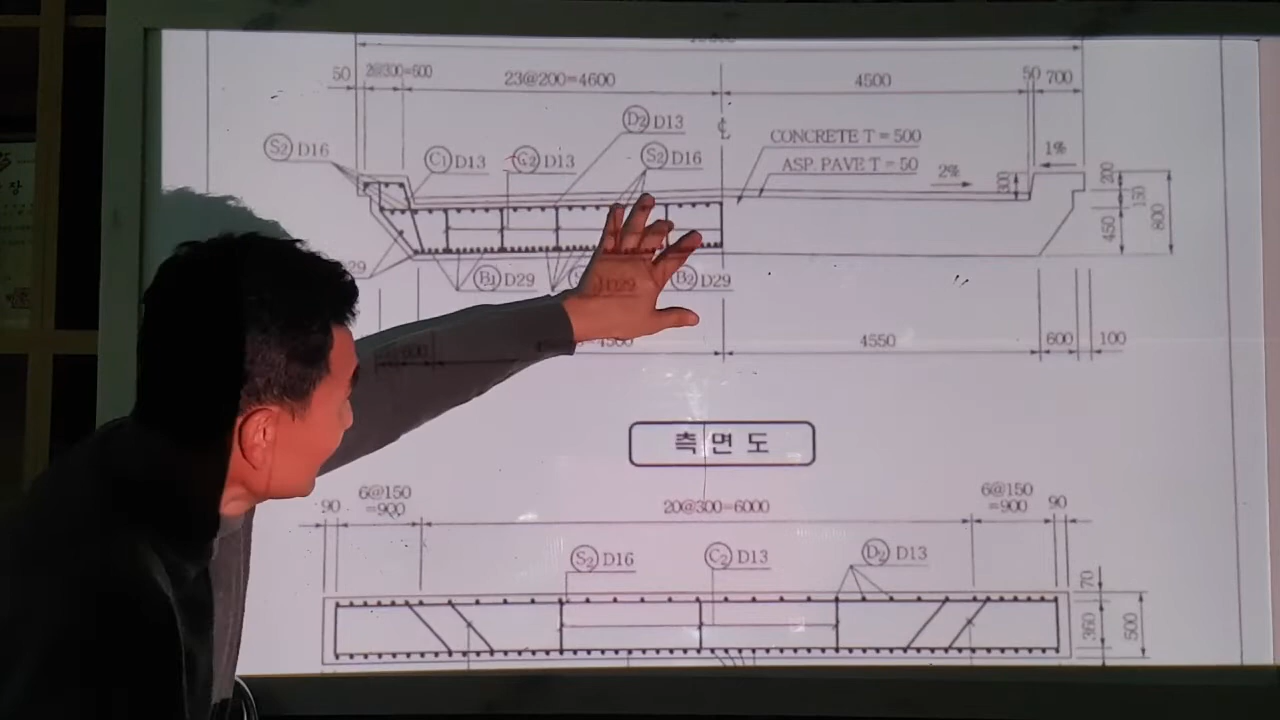 50 2@300=600 23@200=4600 4500 50 700
D2 D13
S2 D16 C1 D13 C2 D13 S2 D16
CONCRETE T = 500
ASP. PAVE T = 50
2% 1%
300 200 150 450 800
B1 D29 D29 B2 D29
4550 600 100
측 면 도
6@150 =900
90
20@300=6000
6@150 =900
90
S2 D16 C2 D13 D2 D13
70 360 500